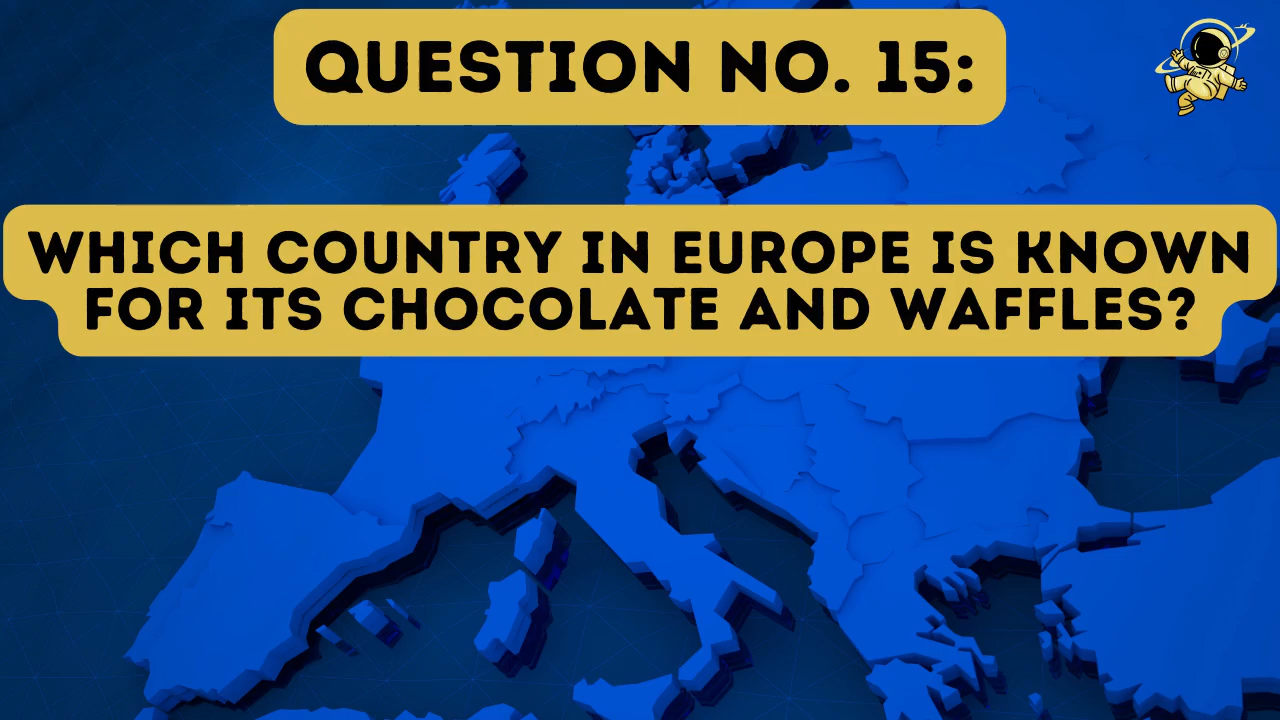 QUESTION NO. 15:
WHICH COUNTRY IN EUROPE IS KNOWN
FOR ITS CHOCOLATE AND WAFFLES?